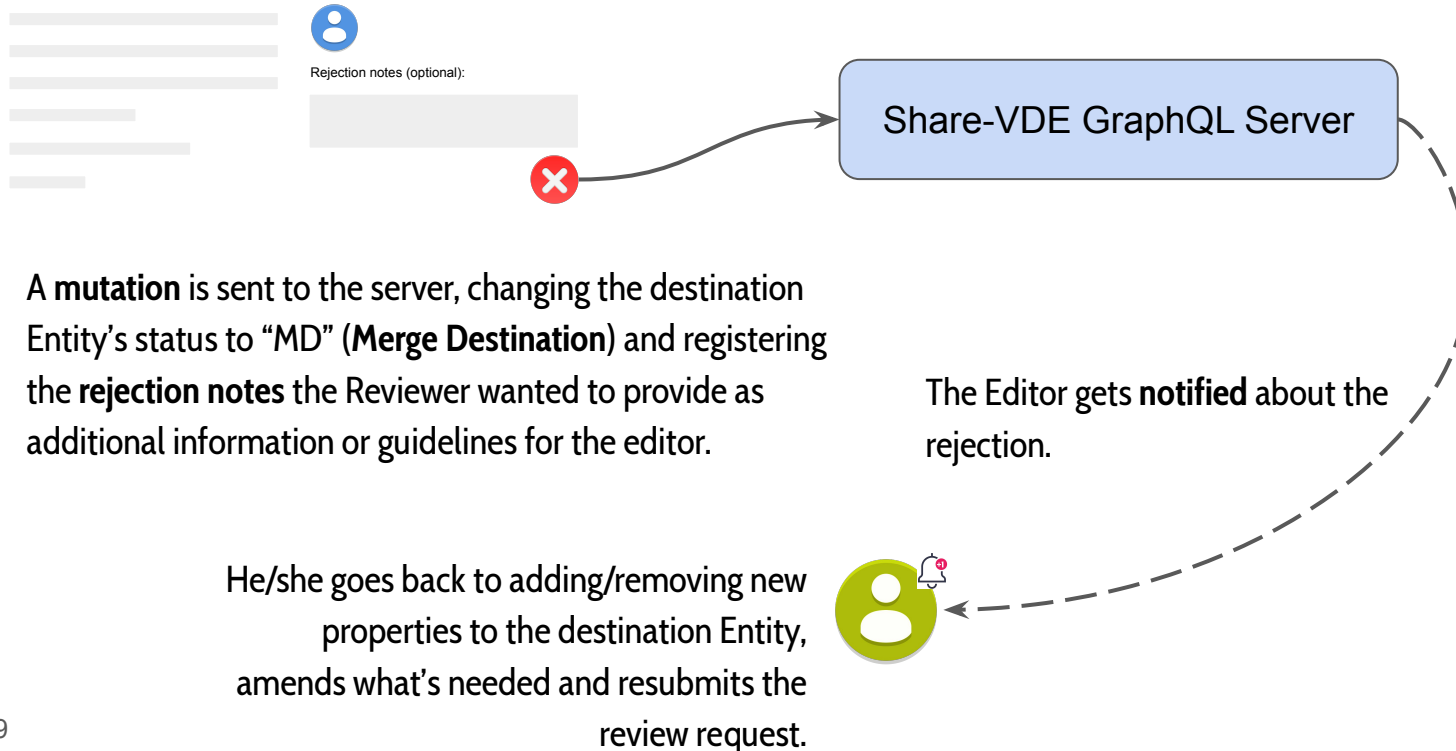 Rejection notes (optional):
Share-VDE GraphQL Server
A mutation is sent to the server, changing the destination
Entity's status to “MD” (Merge Destination) and registering
the rejection notes the Reviewer wanted to provide as
additional information or guidelines for the editor.
The Editor gets notified about the
rejection.
+1
He/she goes back to adding/removing new
properties to the destination Entity,
amends what's needed and resubmits the
review request.
9